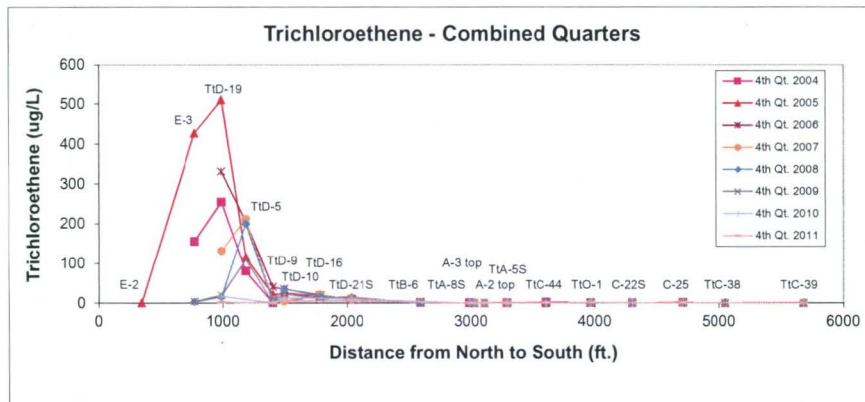 Trichloroethene - Combined Quarters
Trichloroethene (ug/L)
600
500
400
300
200
100
0
TtD-19
E-3
TtD-5
E-2
TtD-9
TtD-16
TtD-10
TtD-21S
TtB-6
A-3 top
TtA-8S
TtA-5S
A-2 top
TtC-44
TtO-1
C-22S
C-25
TtC-38
TtC-39
0 1000 2000 3000 4000 5000 6000
Distance from North to South (ft.)
4th Qt. 2004
4th Qt. 2005
4th Qt. 2006
4th Qt. 2007
4th Qt. 2008
4th Qt. 2009
4th Qt. 2010
4th Qt. 2011